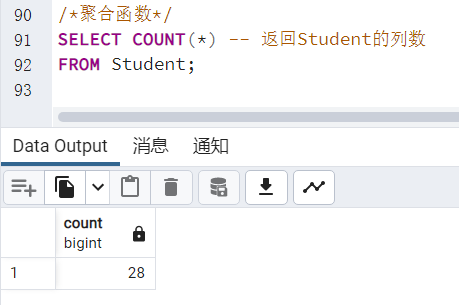 90 /*聚合函数*/
91 SELECT COUNT(*) -- 返回Student的列数
92 FROM Student;
93
Data Output 消息 通知
count
bigint
1 28